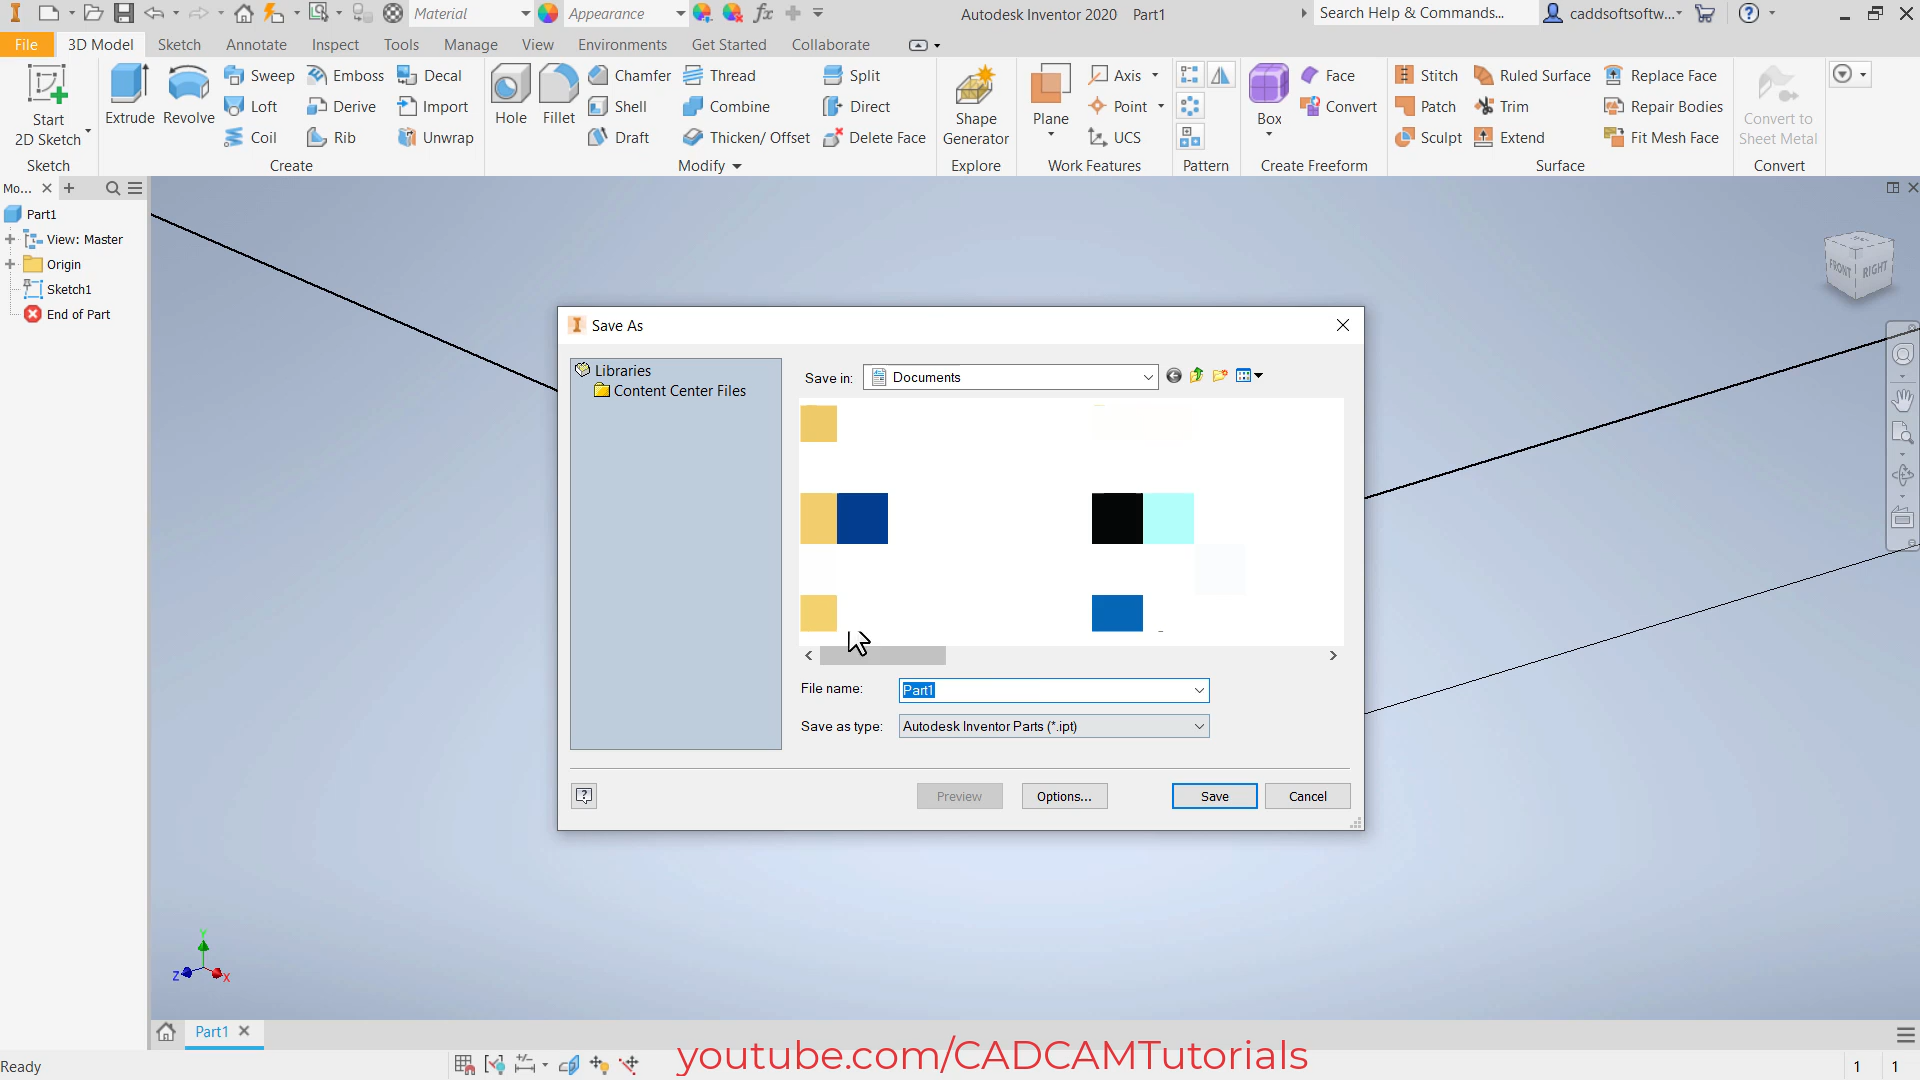 Material
Appearance
Autodesk Inventor 2020 Part1
Search Help & Commands...
caddsoftsoftw...
File
3D Model
Sketch
Annotate
Inspect
Tools
Manage
View
Environments
Get Started
Collaborate
Start
2D Sketch
Sketch
Extrude
Revolve
Sweep
Emboss
Decal
Loft
Derive
Import
Coil
Rib
Unwrap
Create
Hole
Fillet
Chamfer
Thread
Split
Shell
Combine
Direct
Draft
Thicken/ Offset
Delete Face
Modify
Shape
Generator
Explore
Plane
Axis
Point
UCS
Work Features
Pattern
Box
Face
Convert
Create Freeform
Stitch
Ruled Surface
Replace Face
Patch
Trim
Repair Bodies
Sculpt
Extend
Fit Mesh Face
Surface
Convert to
Sheet Metal
Convert
Mo...
Part1
View: Master
Origin
Sketch1
End of Part
FRONT
RIGHT
Save As
Libraries
Content Center Files
Save in:
Documents
File name:
Part1
Save as type:
Autodesk Inventor Parts (*.ipt)
Preview
Options...
Save
Cancel
Y
Z
X
Part1
Ready
youtube.com/CADCAMTutorials
1
1